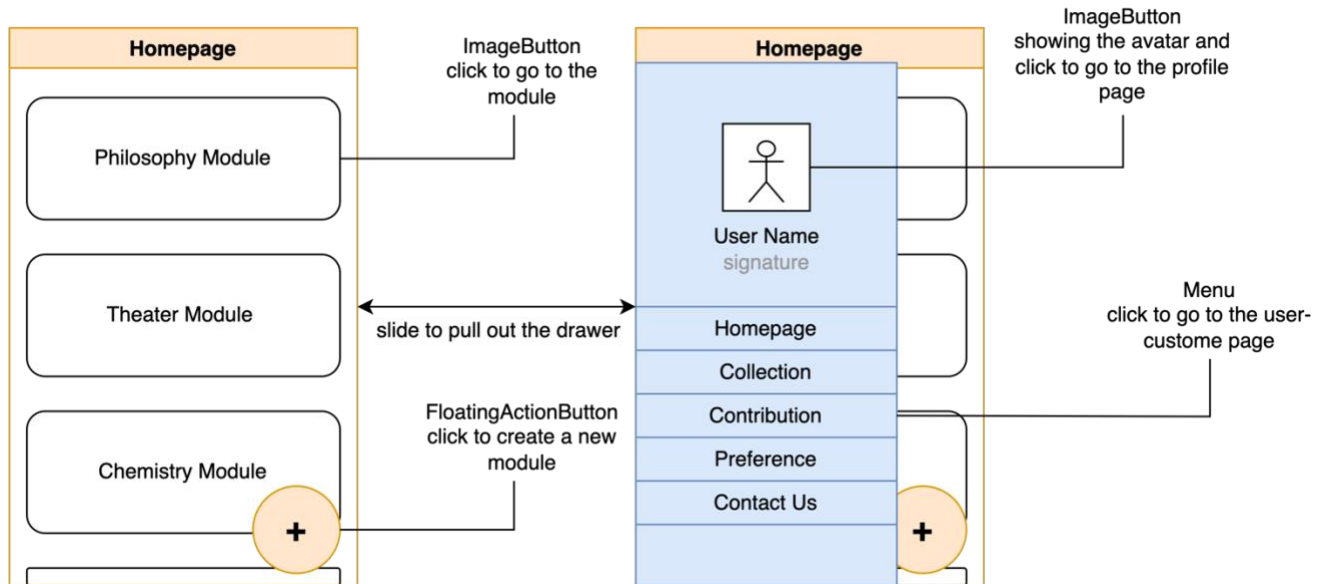 Homepage
Philosophy Module
Theater Module
Chemistry Module
+
ImageButton
click to go to the
module
slide to pull out the drawer
FloatingActionButton
click to create a new
module
Homepage
User Name
signature
Homepage
Collection
Contribution
Preference
Contact Us
+
ImageButton
showing the avatar and
click to go to the profile
page
Menu
click to go to the user-
custome page